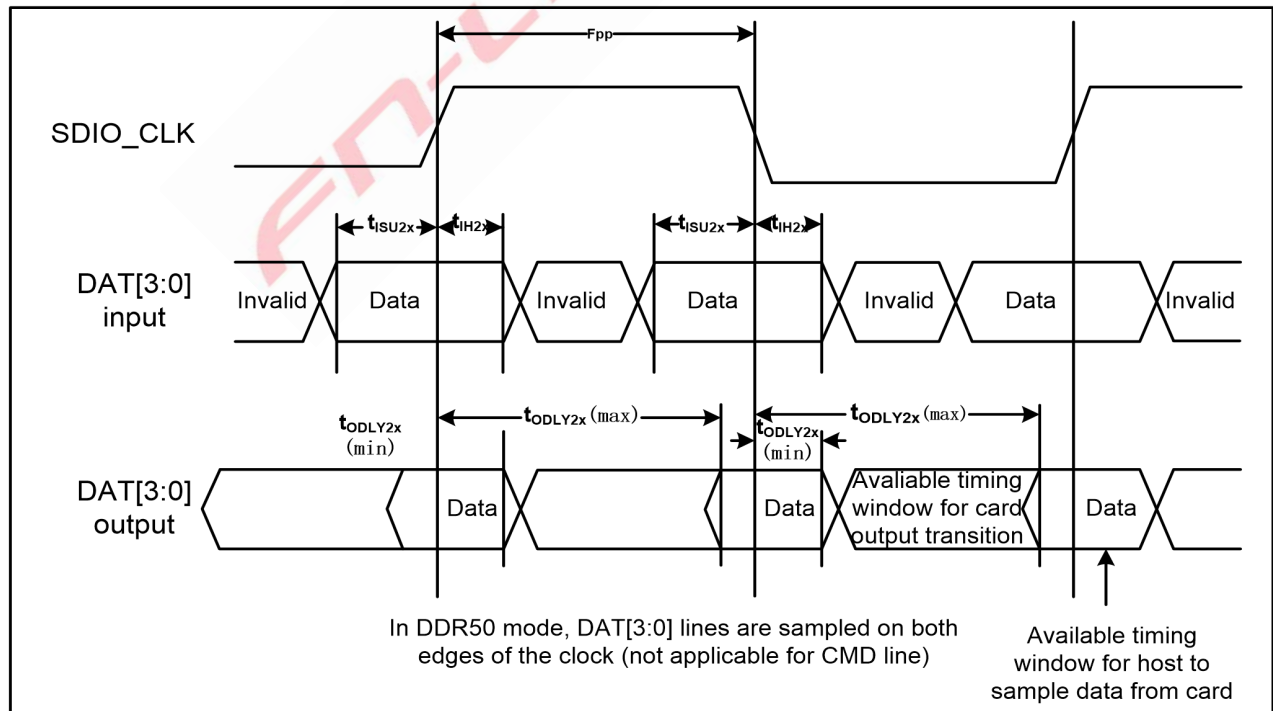 Fpp
SDIO_CLK
tISU2x
tIH2x
tISU2x
tIH2x
DAT[3:0]
input
Invalid
Data
Invalid
Data
Invalid
Data
Invalid
tODLY2x
(min)
tODLY2x (max)
tODLY2x
(min)
tODLY2x (max)
DAT[3:0]
output
Data
Data
Avaliable timing
window for card
output transition
Data
In DDR50 mode, DAT[3:0] lines are sampled on both
edges of the clock (not applicable for CMD line)
Available timing
window for host to
sample data from card